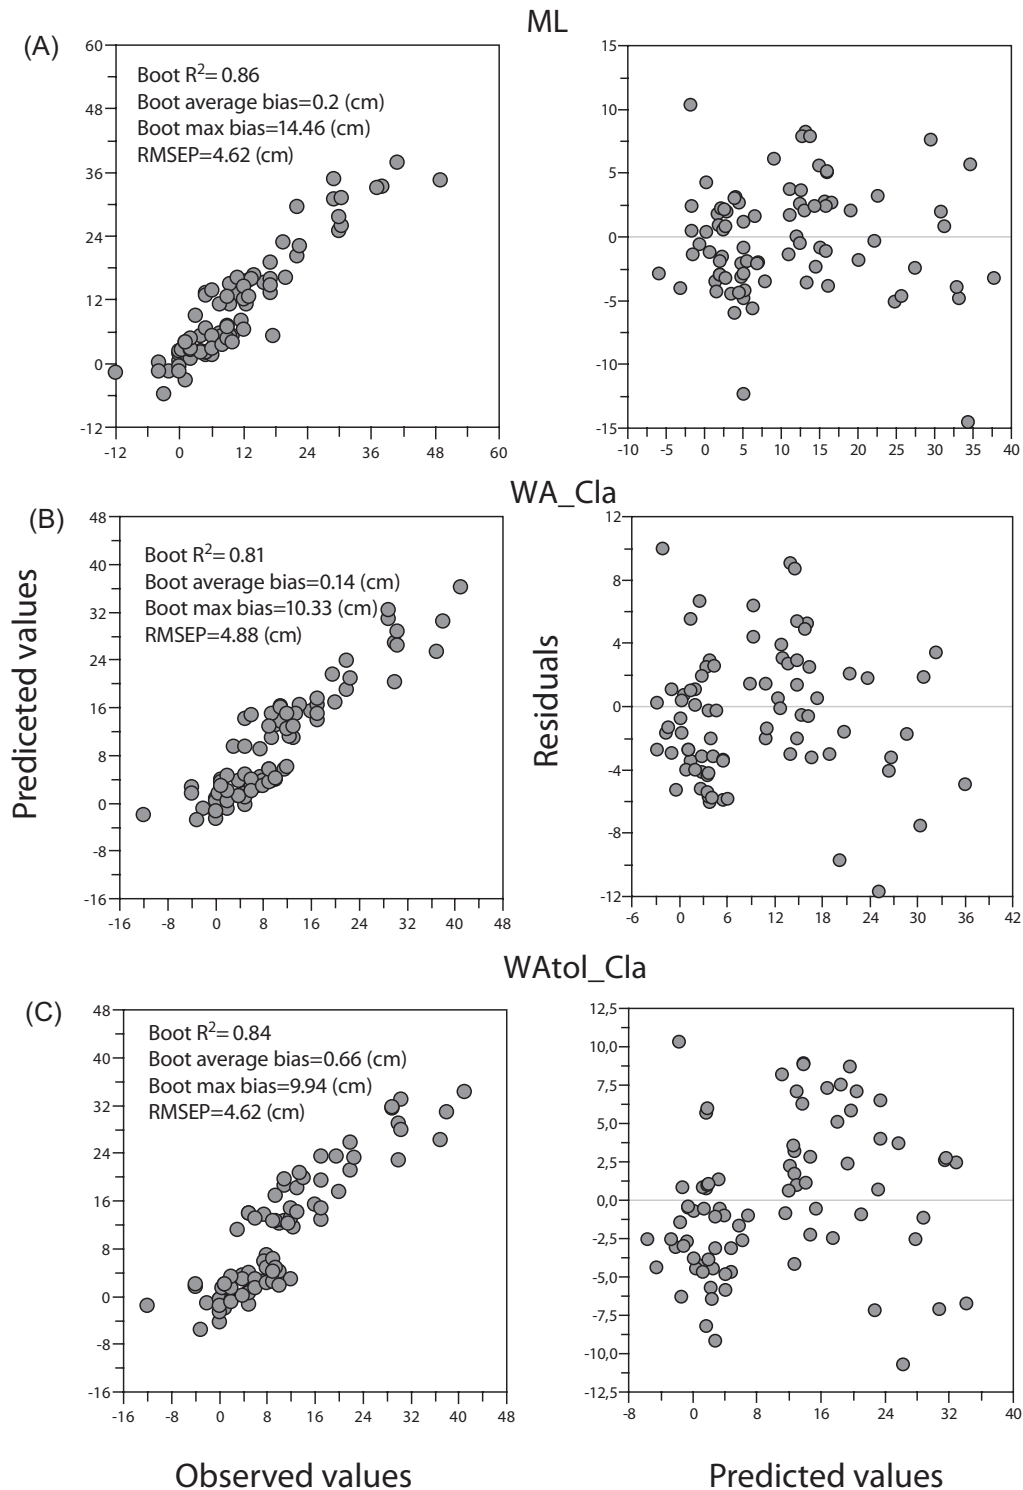 ML
(A)
60
48
36
24
12
0
-12
-12 0 12 24 36 48 60
Boot R²= 0.86
Boot average bias=0.2 (cm)
Boot max bias=14.46 (cm)
RMSEP=4.62 (cm)
15
10
5
0
-5
-10
-15
-10 -5 0 5 10 15 20 25 30 35 40
WA_Cla
(B)
48
40
32
24
16
8
0
-8
-16
-16 -8 0 8 16 24 32 40 48
Boot R²= 0.81
Boot average bias=0.14 (cm)
Boot max bias=10.33 (cm)
RMSEP=4.88 (cm)
Prediceted values
Residuals
12
8
4
0
-4
-8
-12
-6 0 6 12 18 24 30 36 42
WAtol_Cla
(C)
48
40
32
24
16
8
0
-8
-16
-16 -8 0 8 16 24 32 40 48
Boot R²= 0.84
Boot average bias=0.66 (cm)
Boot max bias=9.94 (cm)
RMSEP=4.62 (cm)
12,5
10,0
7,5
5,0
2,5
0,0
-2,5
-5,0
-7,5
-10,0
-12,5
-8 0 8 16 24 32 40
Observed values
Predicted values